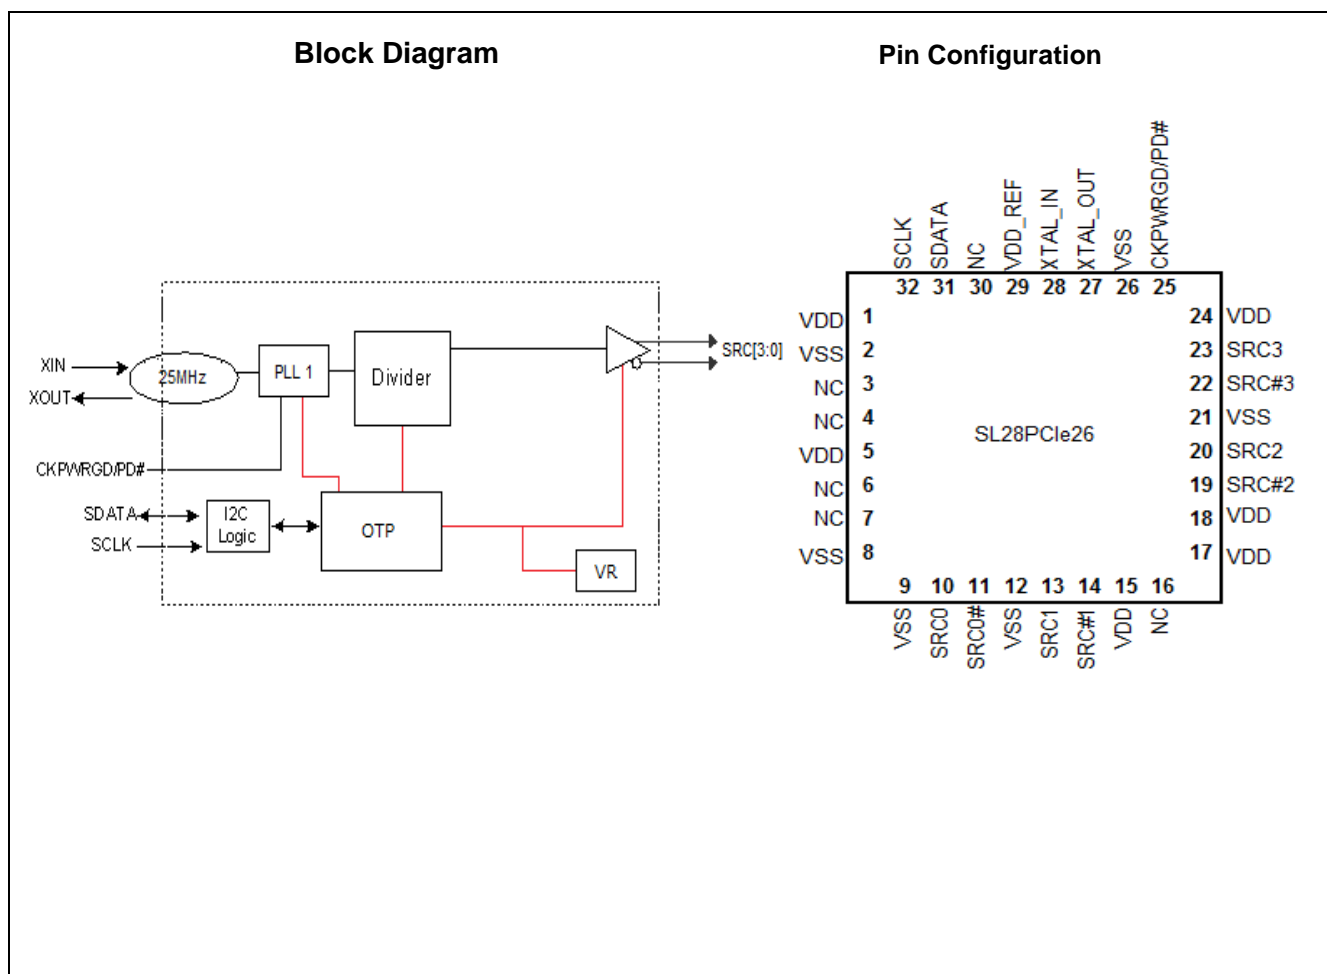 Block Diagram
Pin Configuration
XIN
XOUT
25MHz
PLL 1
Divider
SRC[3:0]
CKPWRGD/PD#
SDATA
SCLK
I2C
Logic
OTP
VR
SCLK
SDATA
NC
VDD_REF
XTAL_IN
XTAL_OUT
VSS
CKPWRGD/PD#
32 31 30 29 28 27 26 25
VDD 1
VSS 2
NC 3
NC 4
VDD 5
NC 6
NC 7
VSS 8
SL28PCIe26
24 VDD
23 SRC3
22 SRC#3
21 VSS
20 SRC2
19 SRC#2
18 VDD
17 VDD
9 10 11 12 13 14 15 16
VSS
SRC0
SRC0#
VSS
SRC1
SRC#1
VDD
NC